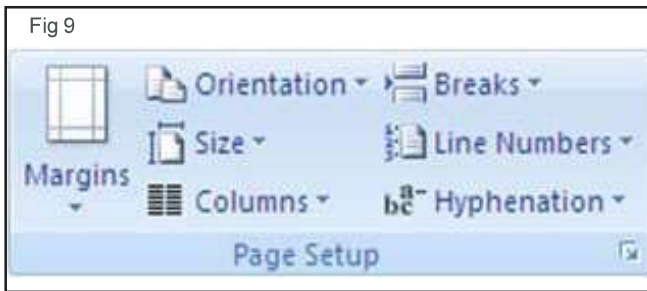 Fig 9
Orientation
Breaks
Size
Line Numbers
Margins
Columns
Hyphenation
Page Setup